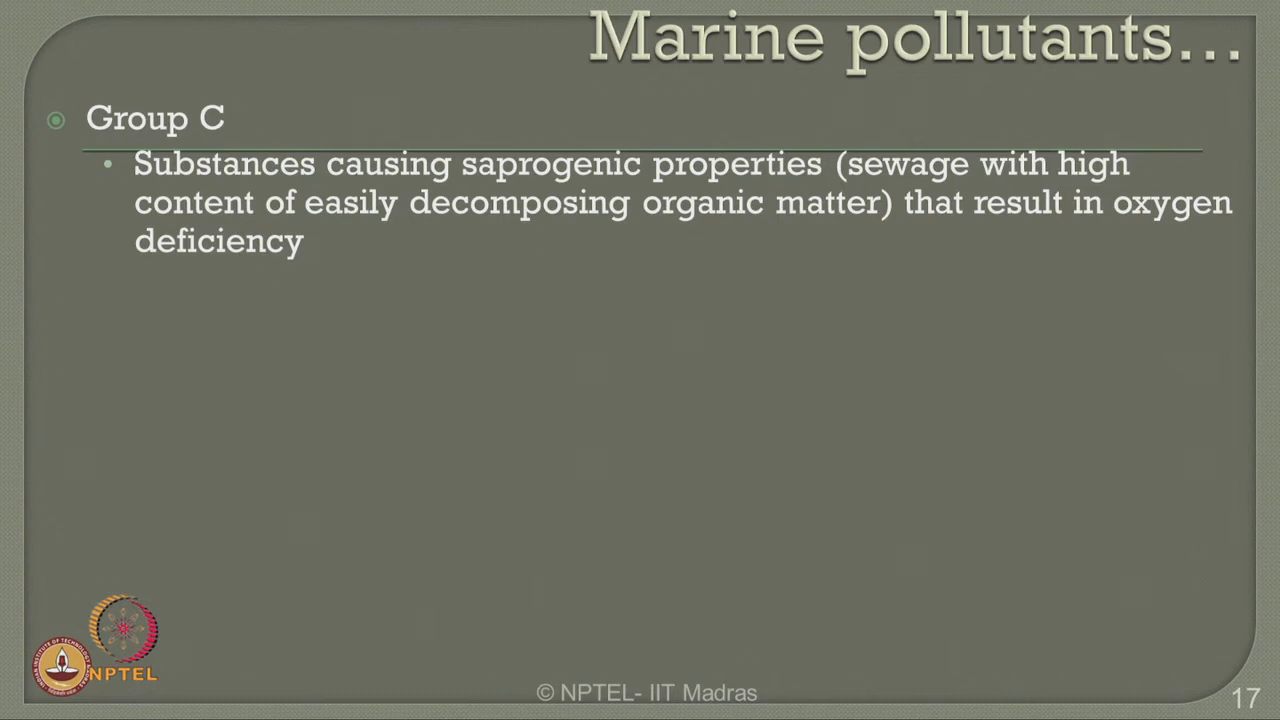 Marine pollutants...
Group C
Substances causing saprogenic properties (sewage with high
content of easily decomposing organic matter) that result in oxygen
deficiency
NPTEL
© NPTEL- IIT Madras
17